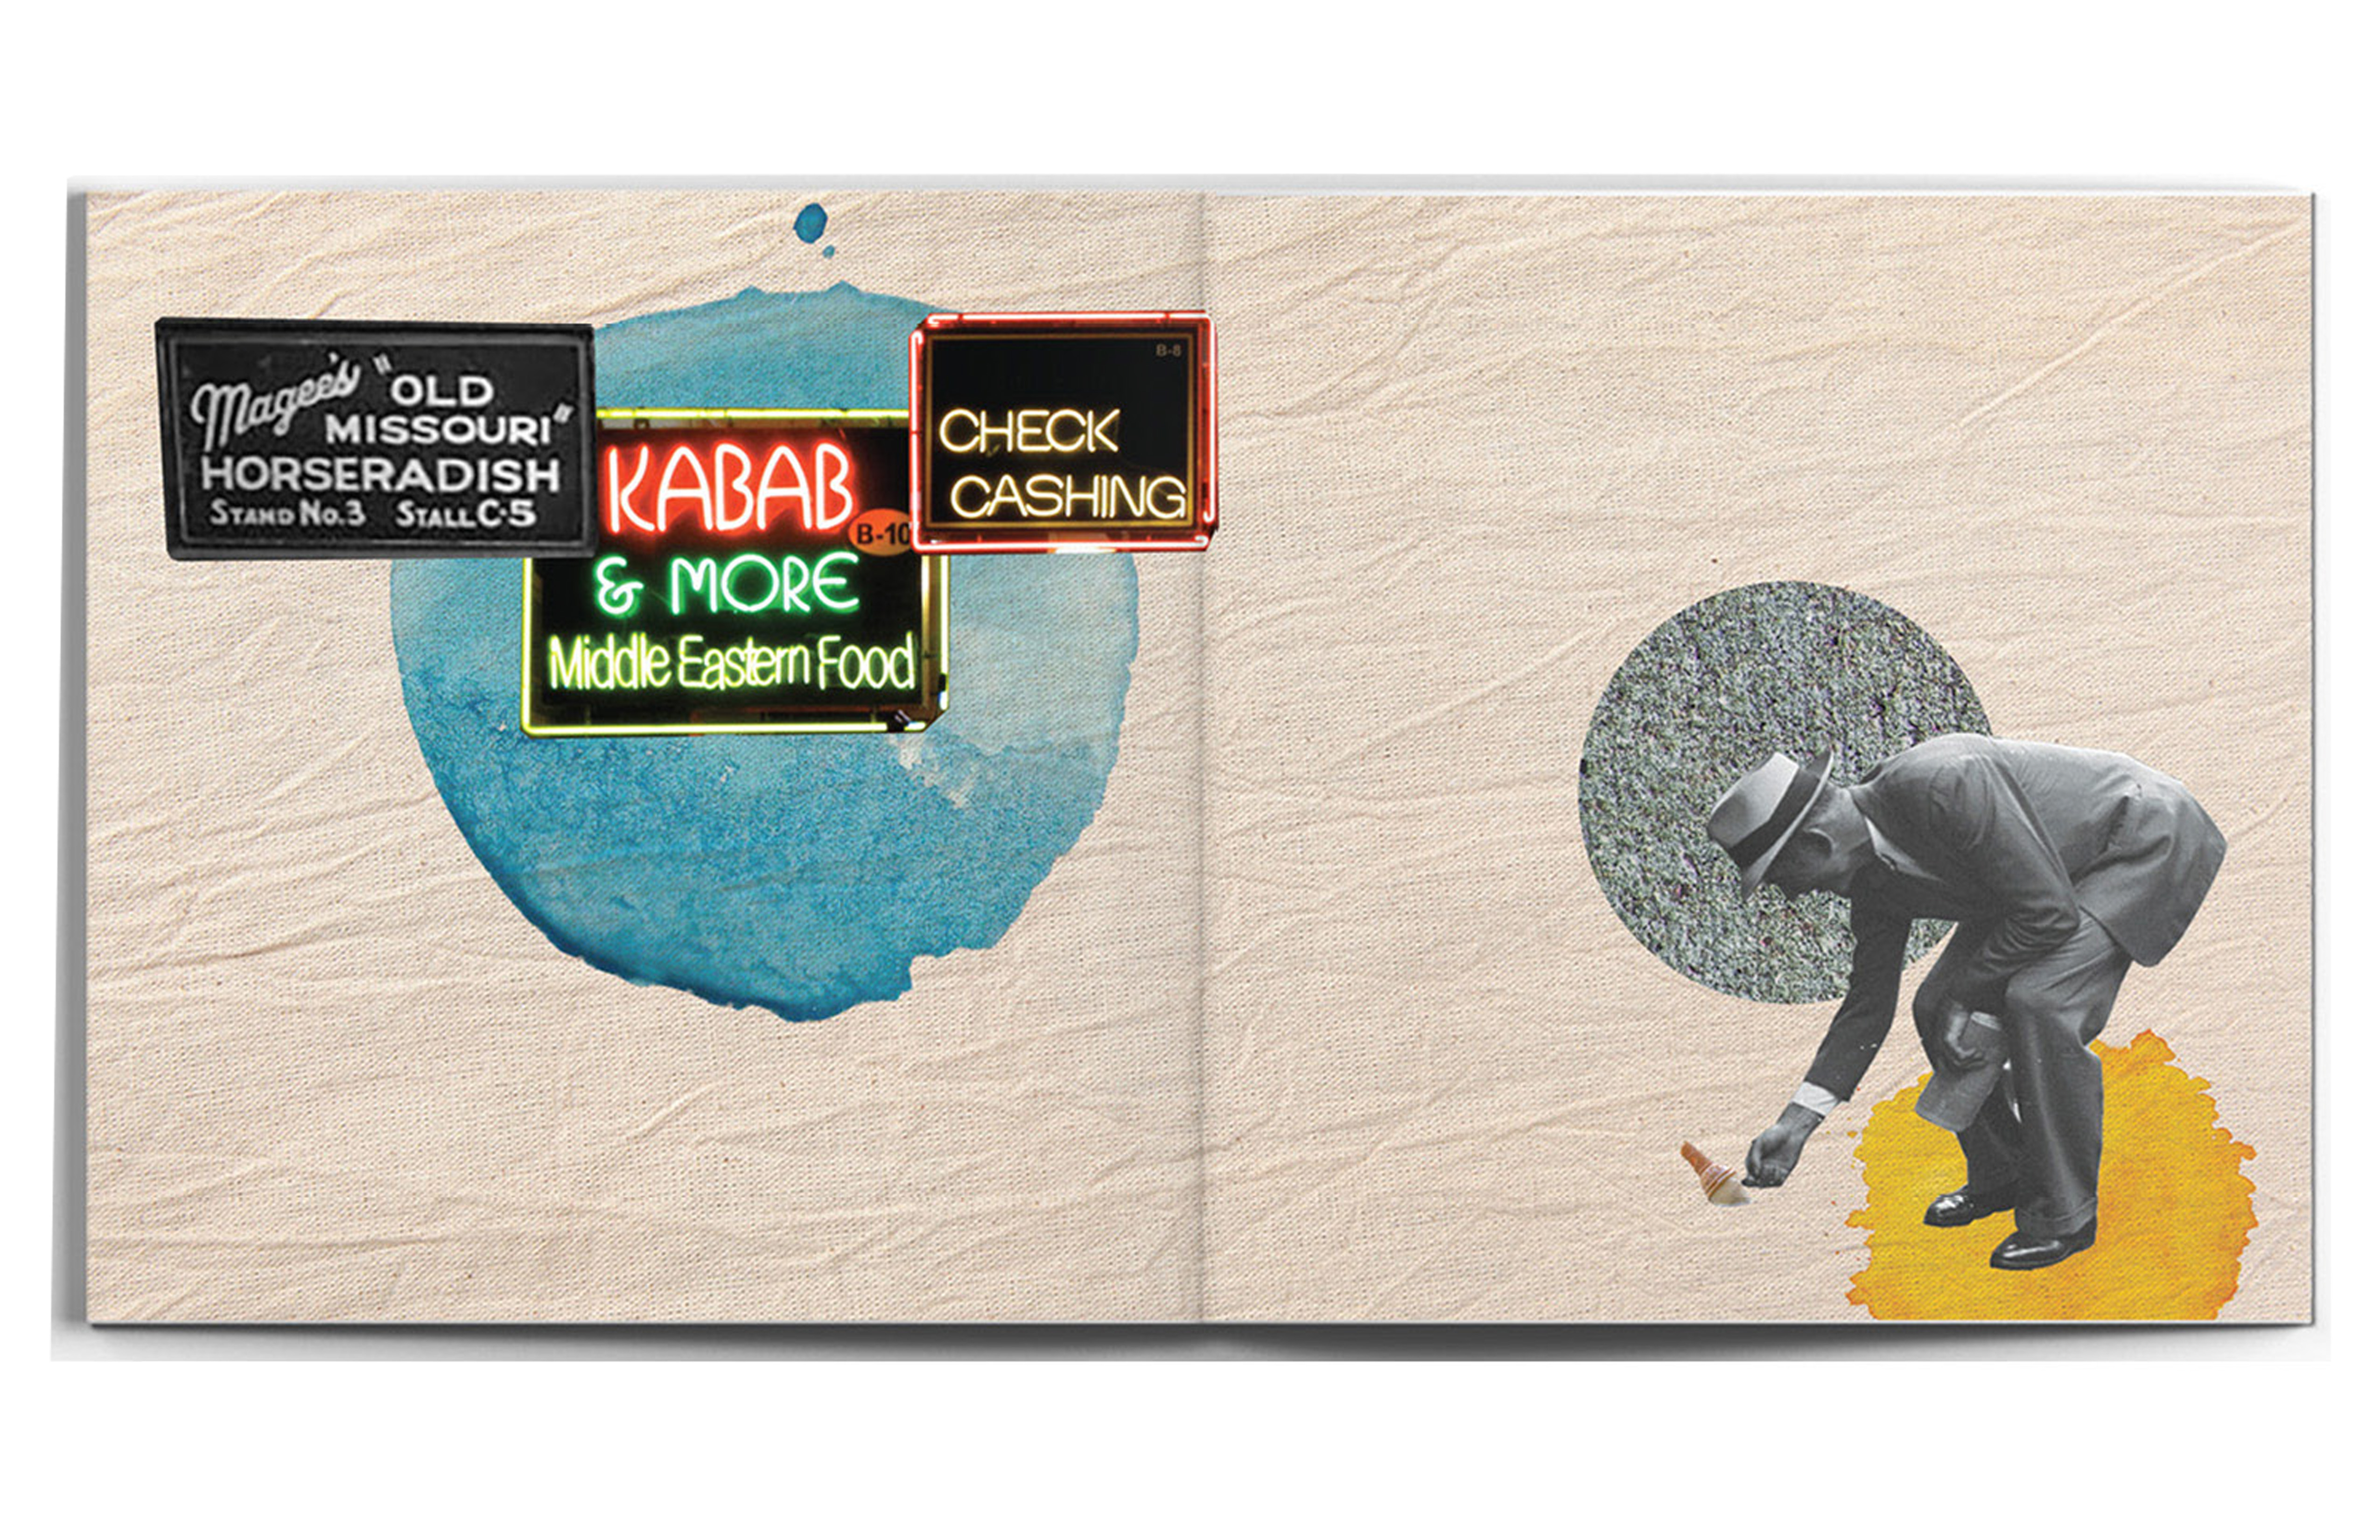 Magee's "OLD
MISSOURI"
HORSERADISH
STAND No.3 STALL C-5
KABAB
B-10
& MORE
Middle Eastern Food
B-8
CHECK
CASHING